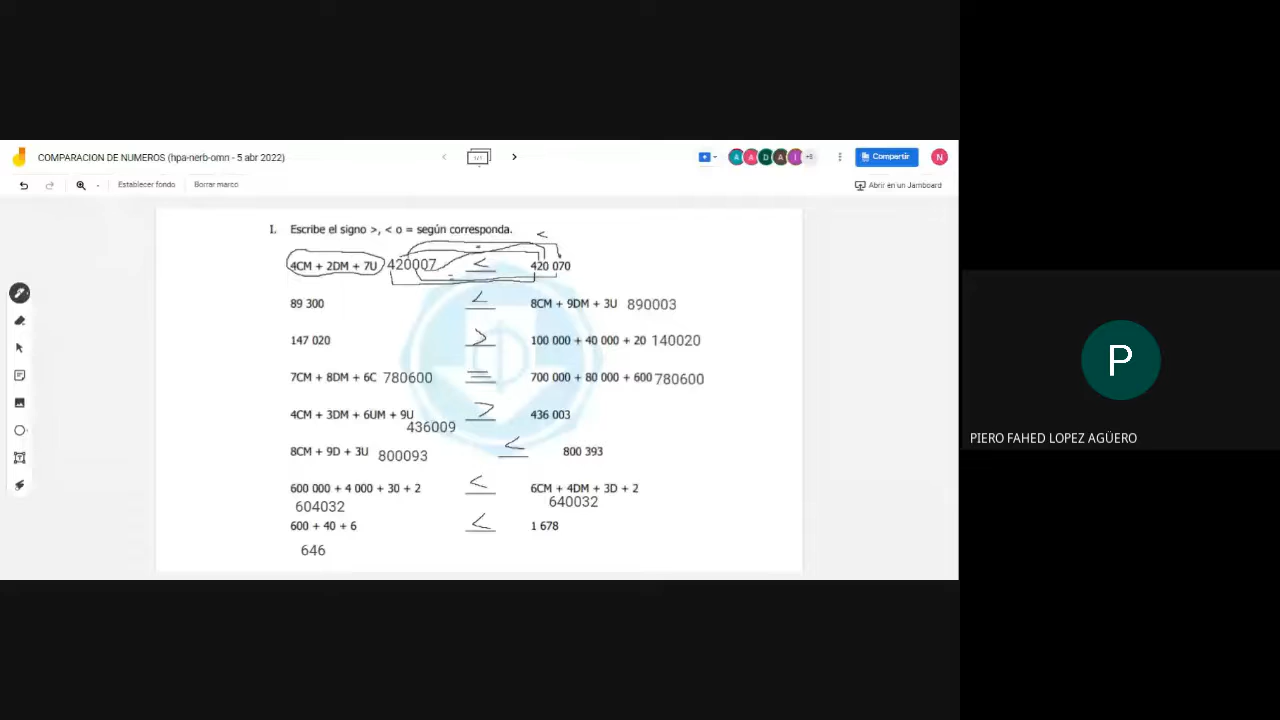 COMPARACION DE NUMEROS (hpa-nerb-omn - 5 abr 2022)
1/1
A A D A I +8
Compartir
N
Establecer fondo
Borrar marco
Abrir en un Jamboard
I. Escribe el signo >, < o = según corresponda.
= <
4CM + 2DM + 7U 420007 < 420 070
=
89 300 < 8CM + 9DM + 3U 890003
147 020 > 100 000 + 40 000 + 20 140020
7CM + 8DM + 6C 780600 = 700 000 + 80 000 + 600 780600
4CM + 3DM + 6UM + 9U > 436 003
436009
8CM + 9D + 3U 800093 < 800 393
600 000 + 4 000 + 30 + 2 < 6CM + 4DM + 3D + 2
604032 640032
600 + 40 + 6 < 1 678
646
P
PIERO FAHED LOPEZ AGÜERO